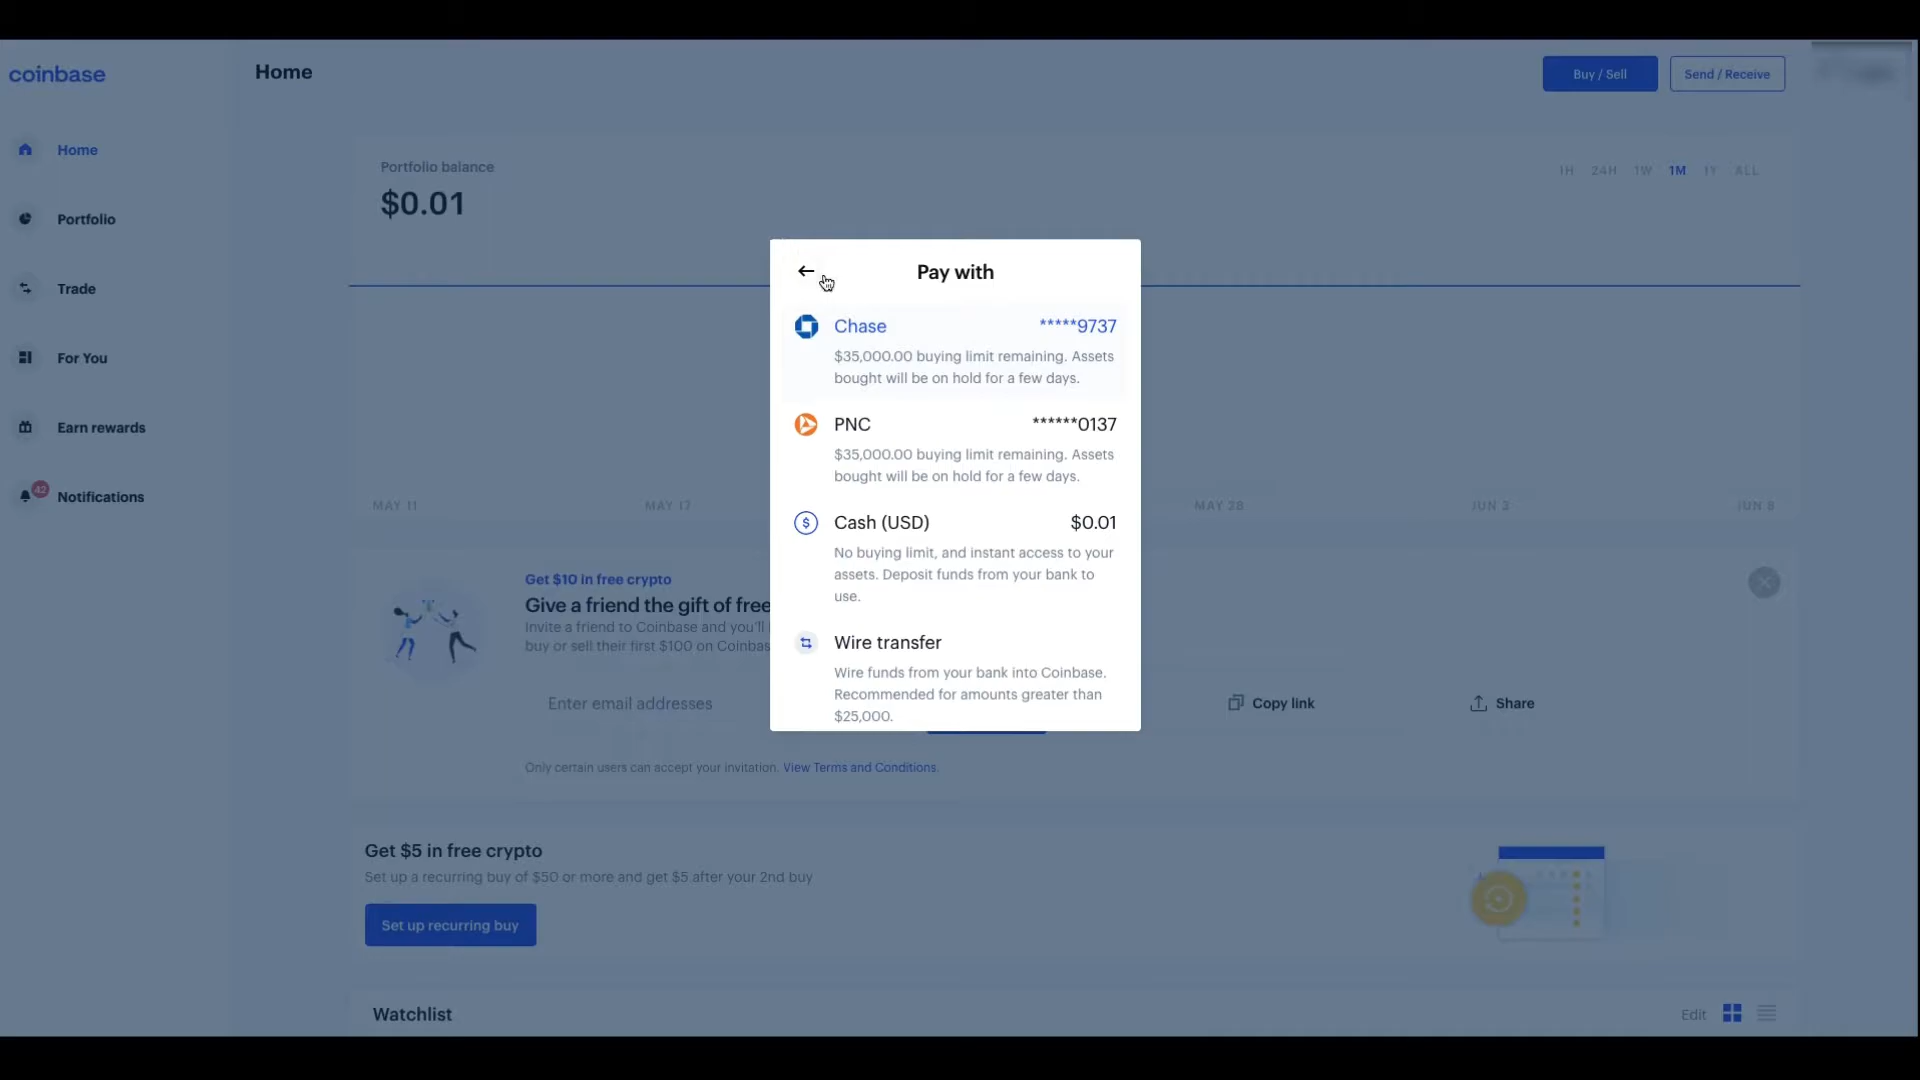 coinbase
Home
Buy / Sell
Send / Receive
Home
Portfolio
Trade
For You
Earn rewards
42
Notifications
Portfolio balance
$0.01
1H 24H 1W 1M 1Y ALL
Pay with
Chase *****9737
$35,000.00 buying limit remaining. Assets
bought will be on hold for a few days.
PNC ******0137
$35,000.00 buying limit remaining. Assets
bought will be on hold for a few days.
Cash (USD) $0.01
No buying limit, and instant access to your
assets. Deposit funds from your bank to
use.
Wire transfer
Wire funds from your bank into Coinbase.
Recommended for amounts greater than
$25,000.
MAY 11 MAY 17 MAY 28 JUN 3 JUN 8
Get $10 in free crypto
Give a friend the gift of free
Invite a friend to Coinbase and you'll
buy or sell their first $100 on Coinbas
Enter email addresses
Copy link
Share
Only certain users can accept your invitation. View Terms and Conditions.
Get $5 in free crypto
Set up a recurring buy of $50 or more and get $5 after your 2nd buy
Set up recurring buy
Watchlist
Edit